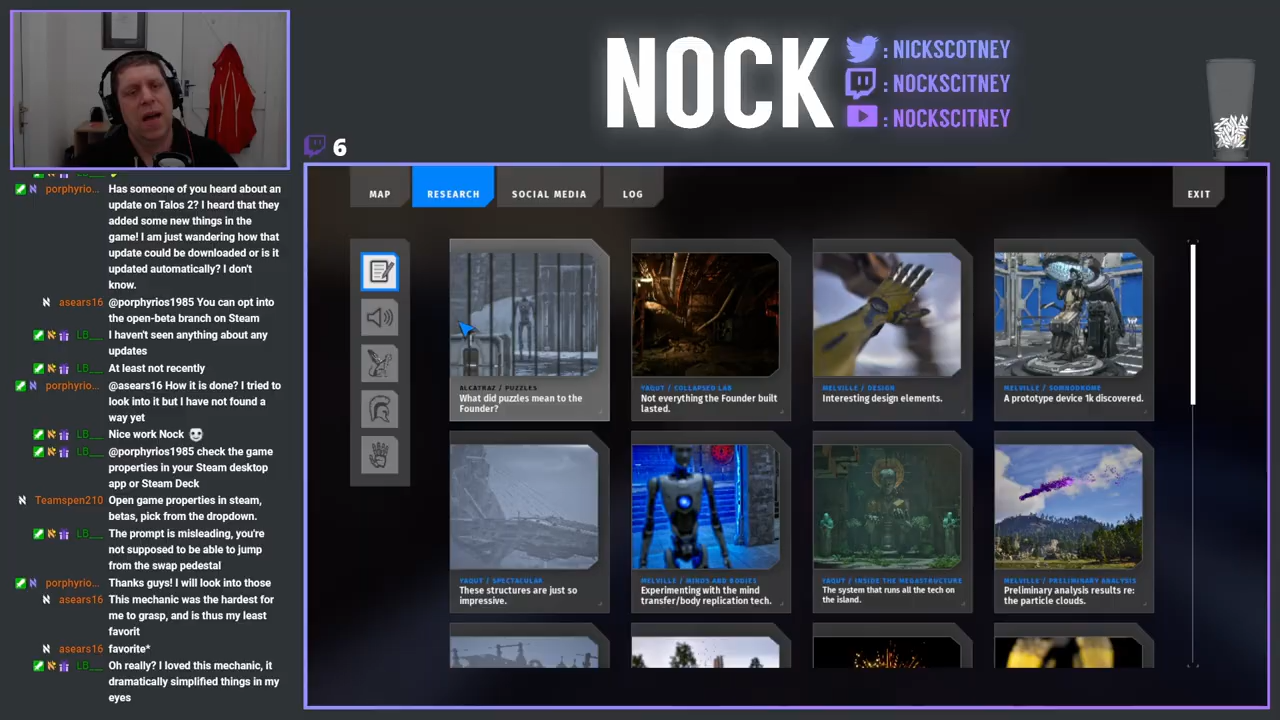 NOCK
: NICKSCOTNEY
: NOCKSCITNEY
: NOCKSCITNEY
6
porphyrio... Has someone of you heard about an
update on Talos 2? I heard that they
added some new things in the
game! I am just wandering how that
update could be downloaded or is it
updated automatically? I don't
know.
asears16 @porphyrios1985 You can opt into
the open-beta branch on Steam
LB__ I haven't seen anything about any
updates
LB__ At least not recently
porphyrio... @asears16 How it is done? I tried to
look into it but I have not found a
way yet
LB__ Nice work Nock
LB__ @porphyrios1985 check the game
properties in your Steam desktop
app or Steam Deck
Teamspen210 Open game properties in steam,
betas, pick from the dropdown.
LB__ The prompt is misleading, you're
not supposed to be able to jump
from the swap pedestal
porphyrio... Thanks guys! I will look into those
asears16 This mechanic was the hardest for
me to grasp, and is thus my least
favorit
asears16 favorite*
LB__ Oh really? I loved this mechanic, it
dramatically simplified things in my
eyes
MAP RESEARCH SOCIAL MEDIA LOG EXIT
ALCATRAZ / PUZZLES
What did puzzles mean to the
Founder?
YAQUT / COLLAPSED LAB
Not everything the Founder built
lasted.
MELVILLE / DESIGN
Interesting design elements.
MELVILLE / SOMNODROME
A prototype device 1k discovered.
YAQUT / SPECTACULAR
These structures are just so
impressive.
MELVILLE / MINDS AND BODIES
Experimenting with the mind
transfer/body replication tech.
YAQUT / INSIDE THE MEGASTRUCTURE
The system that runs all the tech on
the island.
MELVILLE / PRELIMINARY ANALYSIS
Preliminary analysis results re:
the particle clouds.